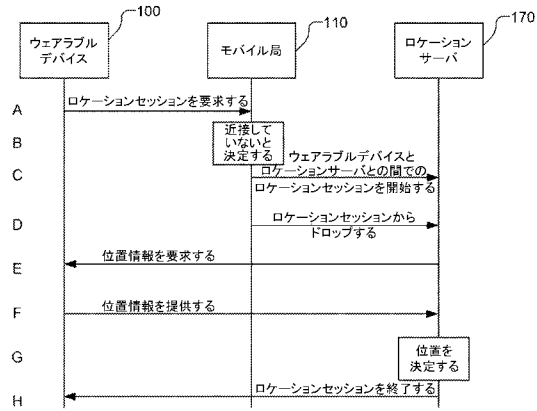 100
ウェアラブル
デバイス
110
モバイル局
170
ロケーション
サーバ
A
ロケーションセッションを要求する
B
近接して
いないと
決定する
C
ウェアラブルデバイスと
ロケーションサーバとの間での
ロケーションセッションを開始する
D
ロケーションセッションから
ドロップする
E
位置情報を要求する
F
位置情報を提供する
G
位置を
決定する
H
ロケーションセッションを終了する